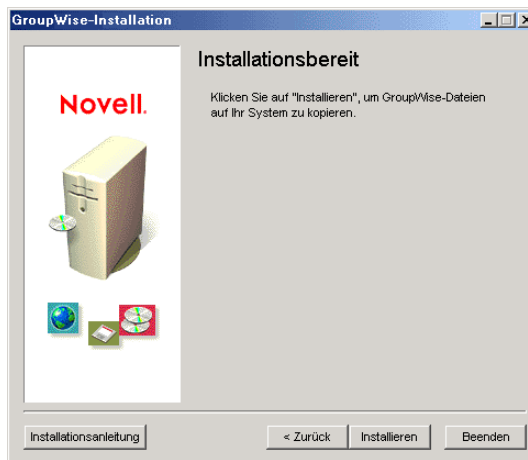 GroupWise-Installation
Novell.
Installationsbereit
Klicken Sie auf "Installieren", um GroupWise-Dateien
auf Ihr System zu kopieren.
Installationsanleitung
< Zurück
Installieren
Beenden